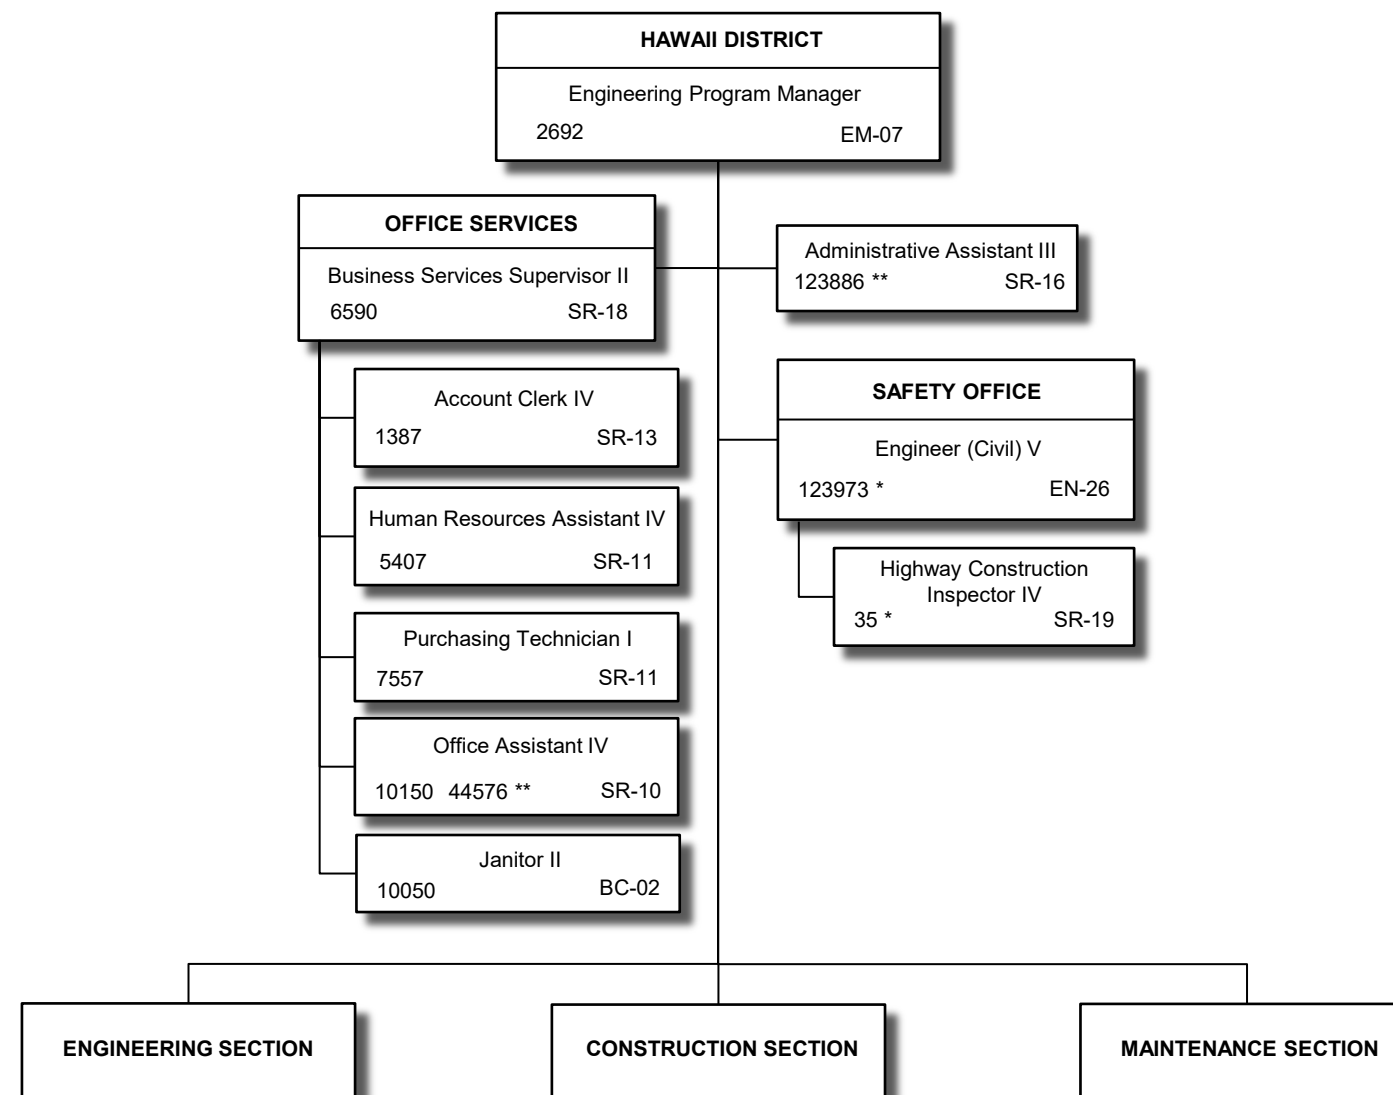 HAWAII DISTRICT
Engineering Program Manager
2692 EM-07
OFFICE SERVICES
Business Services Supervisor II
6590 SR-18
Administrative Assistant III
123886 ** SR-16
Account Clerk IV
1387 SR-13
Human Resources Assistant IV
5407 SR-11
Purchasing Technician I
7557 SR-11
Office Assistant IV
10150 44576 ** SR-10
Janitor II
10050 BC-02
SAFETY OFFICE
Engineer (Civil) V
123973 * EN-26
Highway Construction
Inspector IV
35 * SR-19
ENGINEERING SECTION
CONSTRUCTION SECTION
MAINTENANCE SECTION